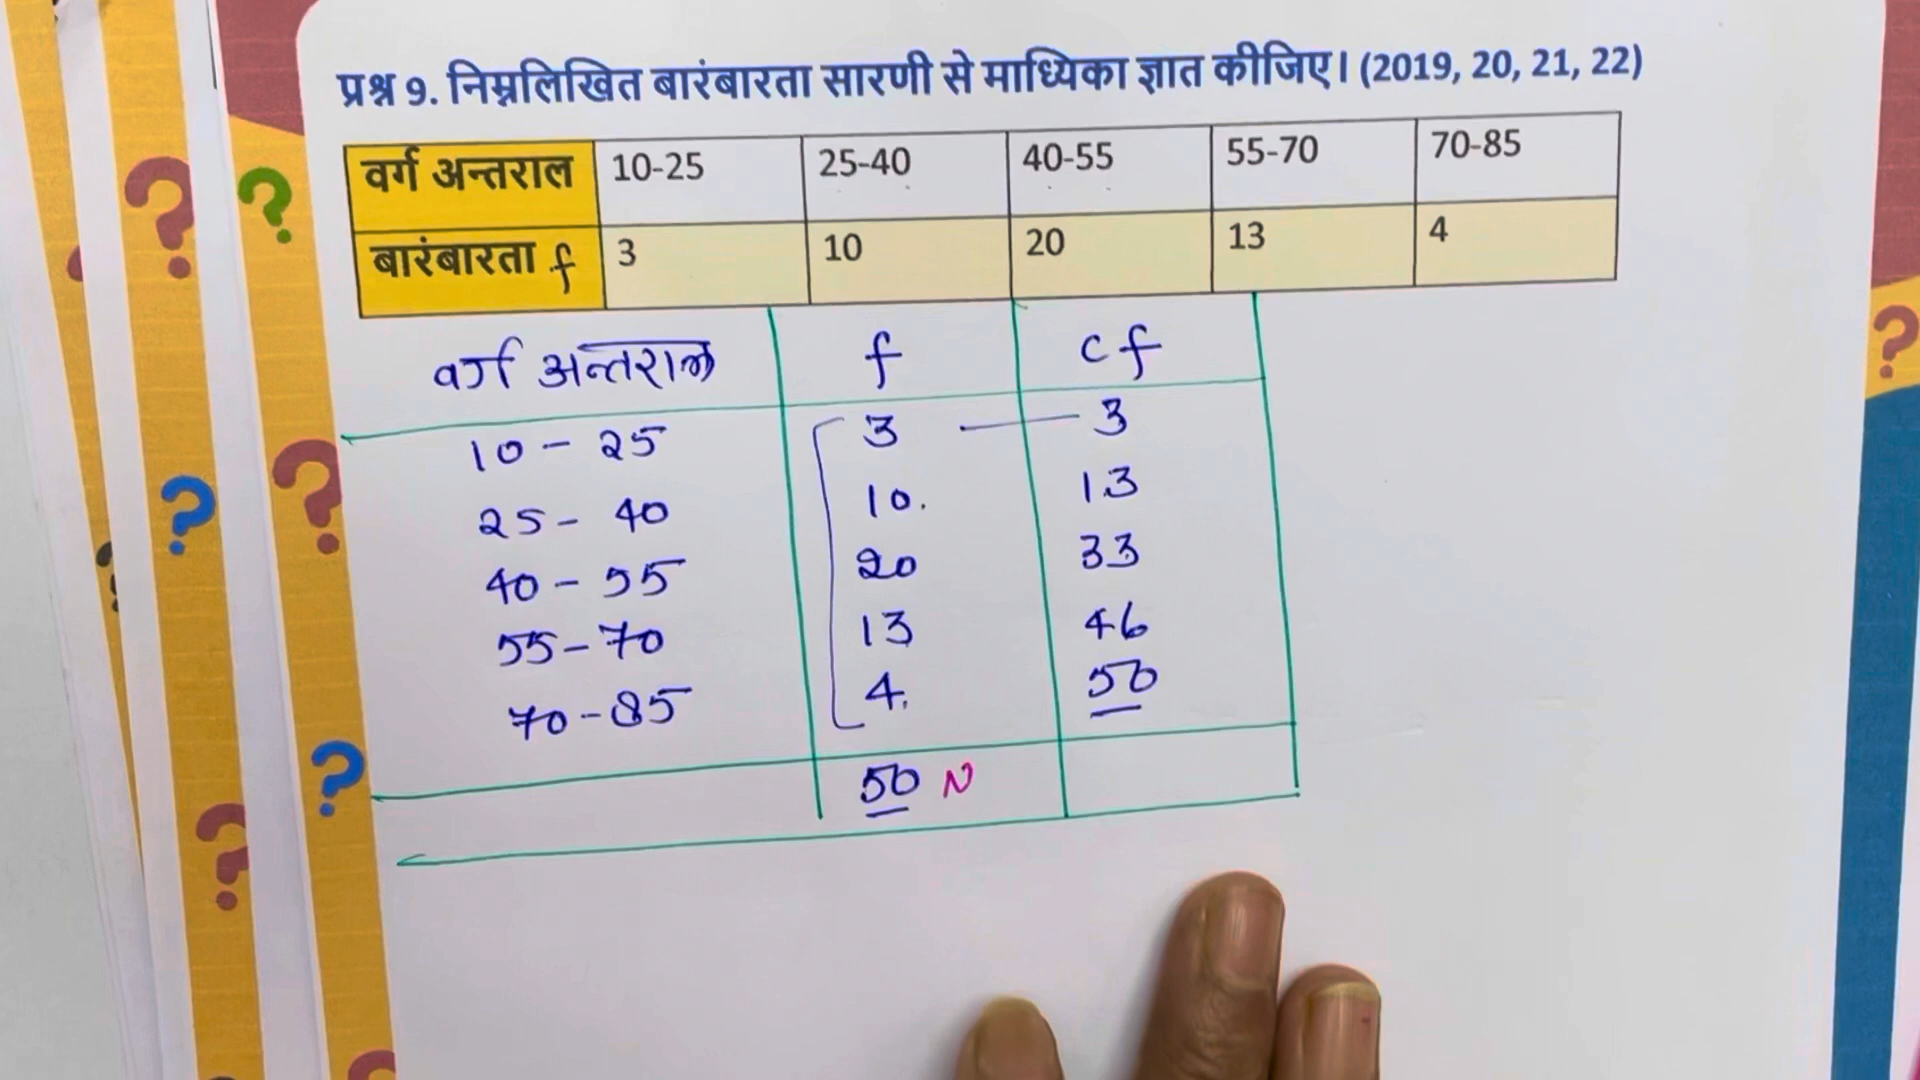 प्रश्न 9. निम्नलिखित बारंबारता सारणी से माध्यिका ज्ञात कीजिए। (2019, 20, 21, 22)
वर्ग अन्तराल 10-25 25-40 40-55 55-70 70-85
बारंबारता f 3 10 20 13 4
वर्ग अन्तराल f cf
10 - 25 3 3
25 - 40 10. 13
40 - 55 20 33
55 - 70 13 46
70 - 85 4. 50
50 N